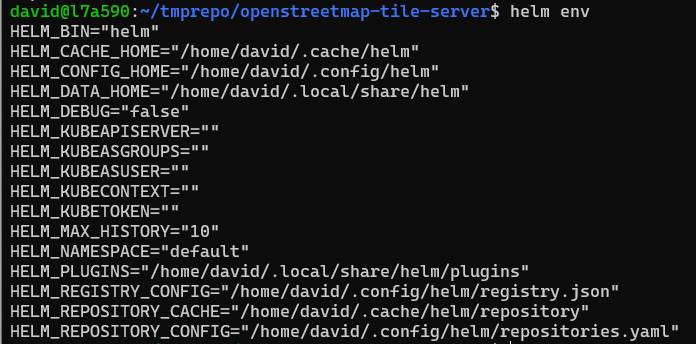 david@l7a590:~/tmprepo/openstreetmap-tile-server$ helm env
HELM_BIN="helm"
HELM_CACHE_HOME="/home/david/.cache/helm"
HELM_CONFIG_HOME="/home/david/.config/helm"
HELM_DATA_HOME="/home/david/.local/share/helm"
HELM_DEBUG="false"
HELM_KUBEAPISERVER=""
HELM_KUBEASGROUPS=""
HELM_KUBEASUSER=""
HELM_KUBECONTEXT=""
HELM_KUBETOKEN=""
HELM_MAX_HISTORY="10"
HELM_NAMESPACE="default"
HELM_PLUGINS="/home/david/.local/share/helm/plugins"
HELM_REGISTRY_CONFIG="/home/david/.config/helm/registry.json"
HELM_REPOSITORY_CACHE="/home/david/.cache/helm/repository"
HELM_REPOSITORY_CONFIG="/home/david/.config/helm/repositories.yaml"